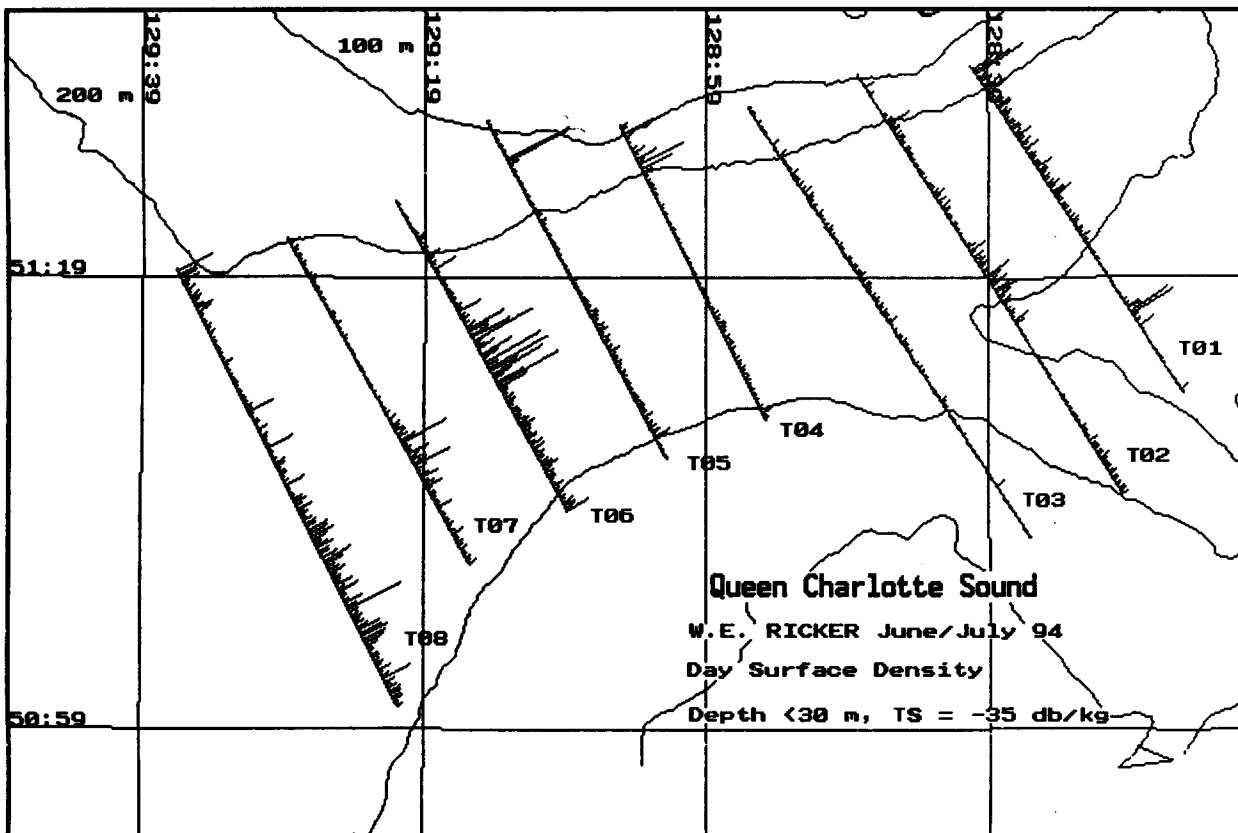 100 m
200 m
129:39
129:19
128:59
51:19
T01
T02
T03
T04
T05
T06
T07
T08
50:59
Queen Charlotte Sound
W.E. RICKER June/July 94
Day Surface Density
Depth <30 m, TS = -35 db/kg